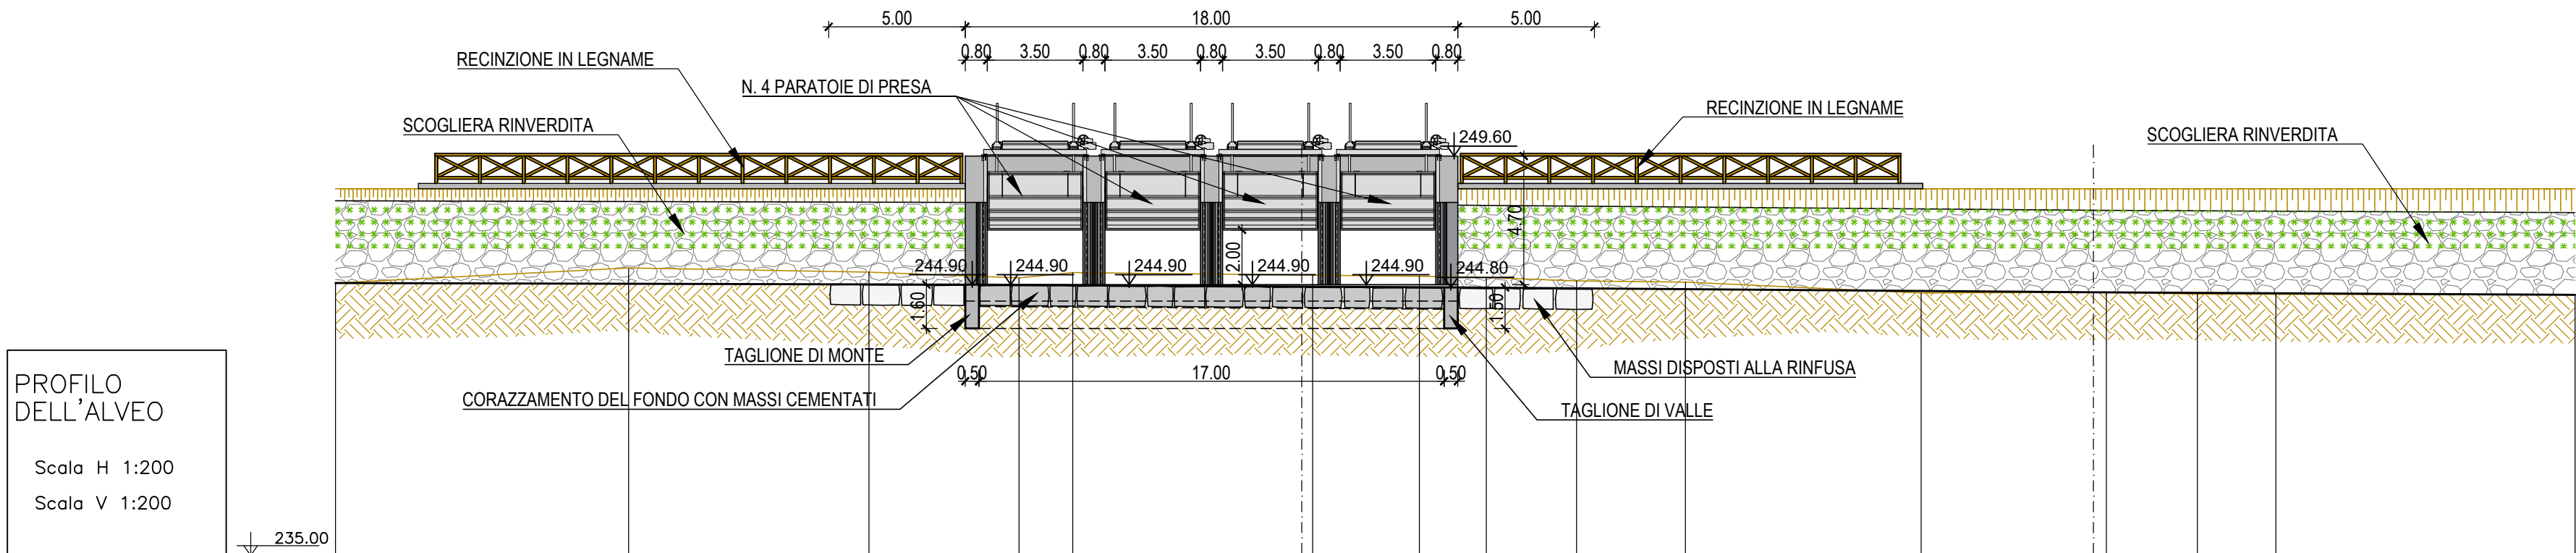 5.00 18.00 5.00
0.80 3.50 0.80 3.50 0.80 3.50 0.80 3.50 0.80
RECINZIONE IN LEGNAME
N. 4 PARATOIE DI PRESA
RECINZIONE IN LEGNAME
SCOGLIERA RINVERDITA
249.60
SCOGLIERA RINVERDITA
4.70
2.00
244.90 244.90 244.90 244.90 244.90 244.80
1.60
1.50
TAGLIONE DI MONTE
MASSI DISPOSTI ALLA RINFUSA
0.50 17.00 0.50
CORAZZAMENTO DEL FONDO CON MASSI CEMENTATI
TAGLIONE DI VALLE
PROFILO
DELL'ALVEO
Scala H 1:200
Scala V 1:200
235.00